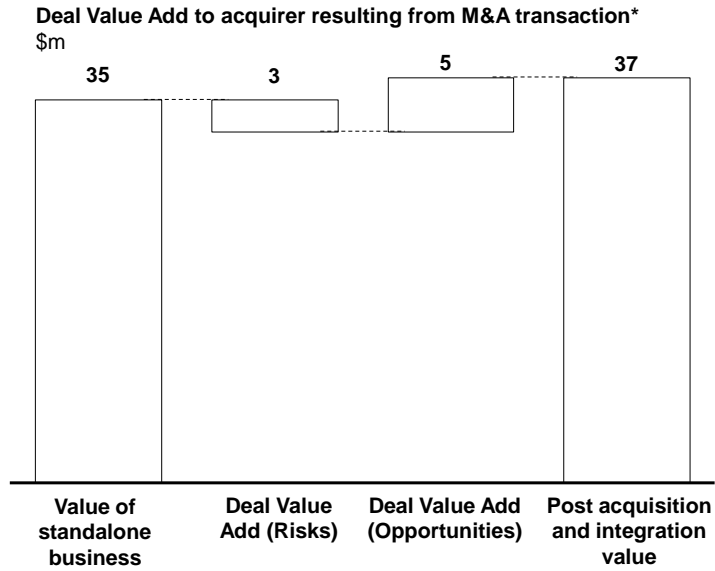 Deal Value Add to acquirer resulting from M&A transaction*
$m
35
3
5
37
Value of
standalone
business
Deal Value
Add (Risks)
Deal Value Add
(Opportunities)
Post acquisition
and integration
value